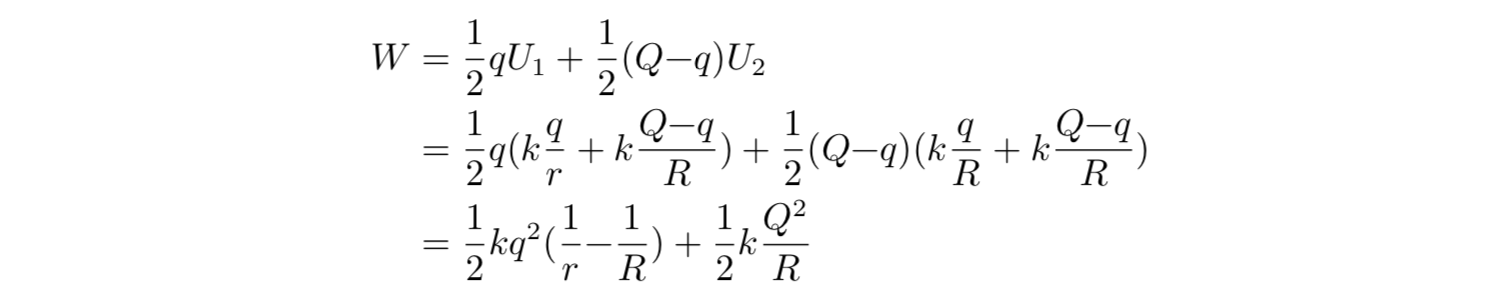 $W = \frac{1}{2}qU_1 + \frac{1}{2}(Q-q)U_2$
$= \frac{1}{2}q(k\frac{q}{r} + k\frac{Q-q}{R}) + \frac{1}{2}(Q-q)(k\frac{q}{R} + k\frac{Q-q}{R})$
$= \frac{1}{2}kq^2(\frac{1}{r} - \frac{1}{R}) + \frac{1}{2}k\frac{Q^2}{R}$